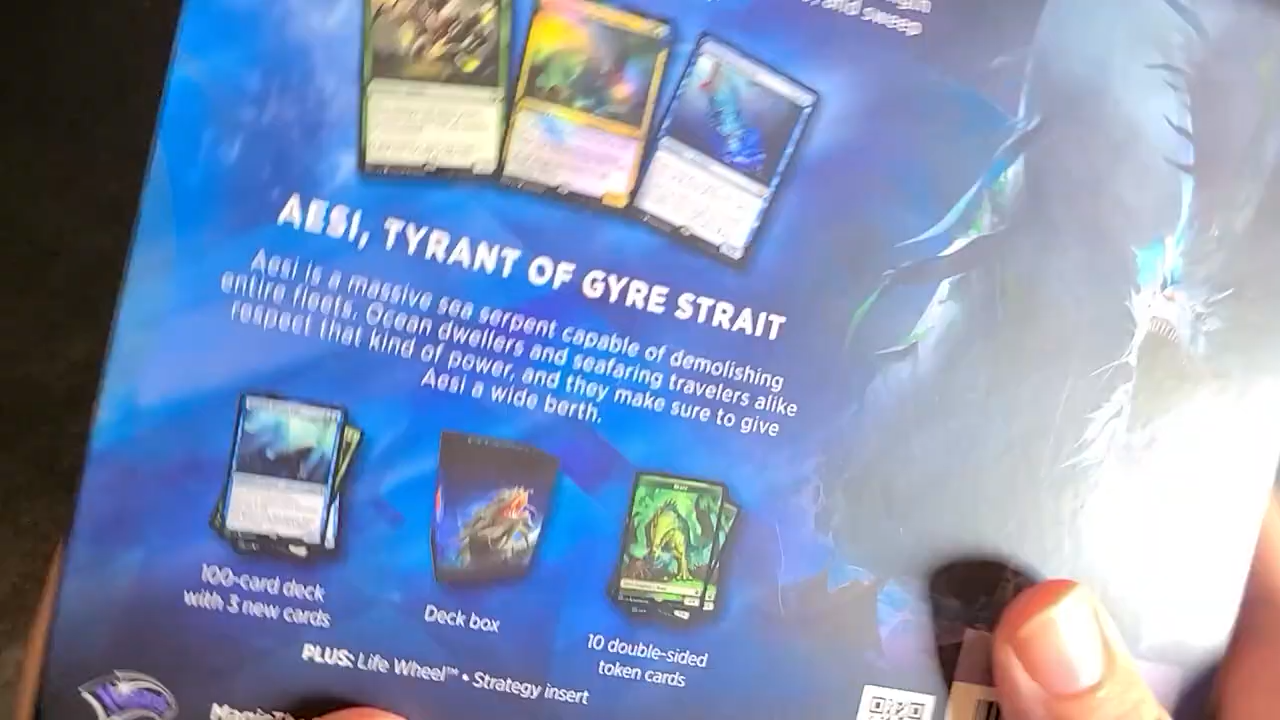 and sweep
AESI, TYRANT OF GYRE STRAIT
Aesi is a massive sea serpent capable of demolishing
entire fleets. Ocean dwellers and seafaring travelers alike
respect that kind of power, and they make sure to give
Aesi a wide berth.
100-card deck
with 3 new cards
Deck box
10 double-sided
token cards
PLUS: Life Wheel™ • Strategy insert